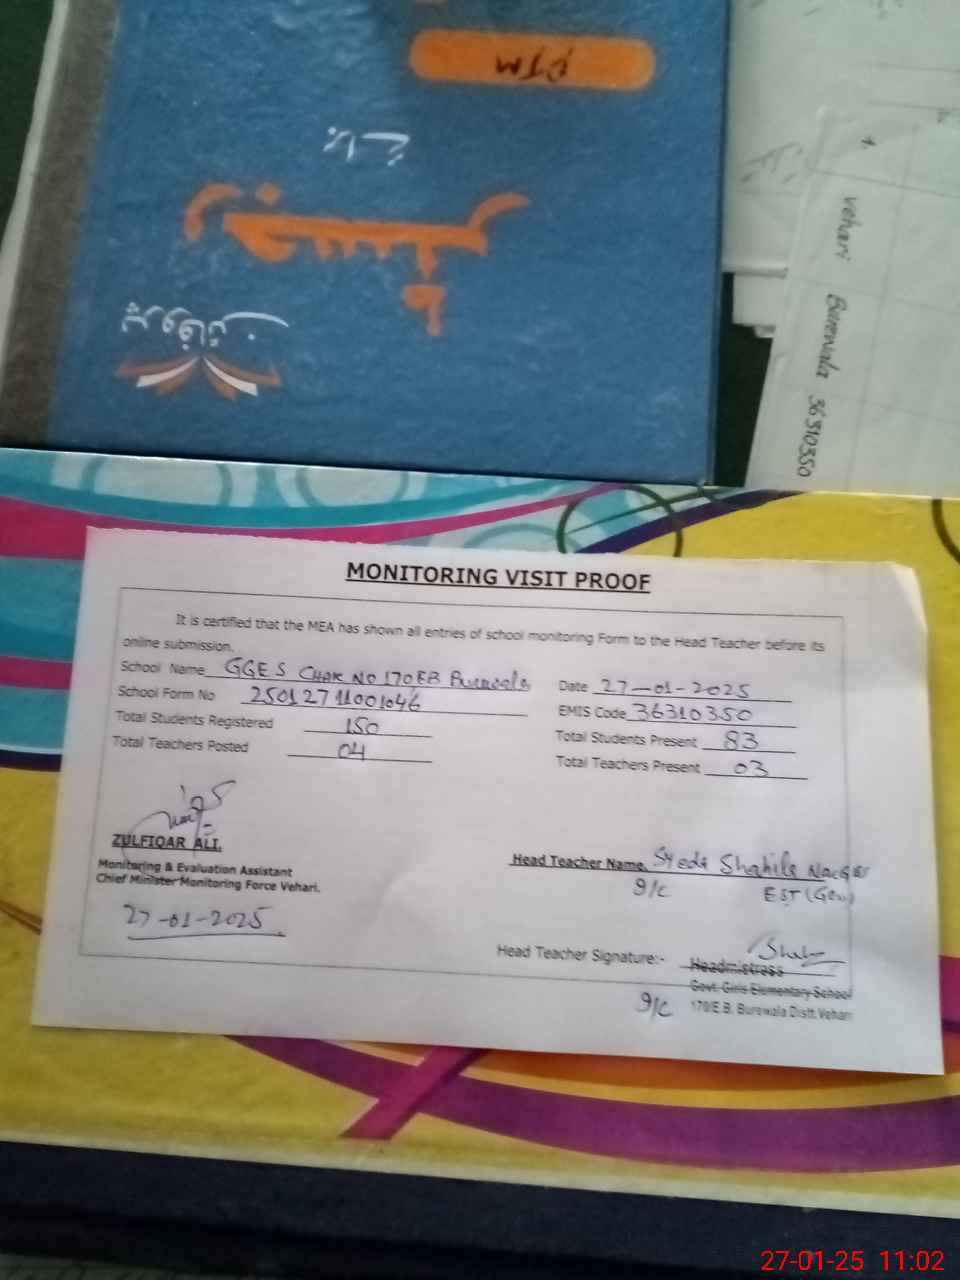 PTM
Vehari Burewala 36310350
MONITORING VISIT PROOF
It is certified that the MEA has shown all entries of school monitoring Form to the Head Teacher before its
online submission.
School Name GGES CHAK NO 170EB Burewala
Date 27-01-2025
School Form No 2501271100 1046
EMIS Code 36310350
Total Students Registered 150
Total Students Present 83
Total Teachers Posted 04
Total Teachers Present 03
ZULFIQAR ALI.
Monitoring & Evaluation Assistant
Chief Minister Monitoring Force Vehari.
27-01-2025
Head Teacher Name Syeda Shahila
9/c EST (Gen)
Head Teacher Signature:-
Headmistress
Govt. Girls Elementary School
9/c 170/E.B. Burewala Distt. Vehari
27-01-25 11:02